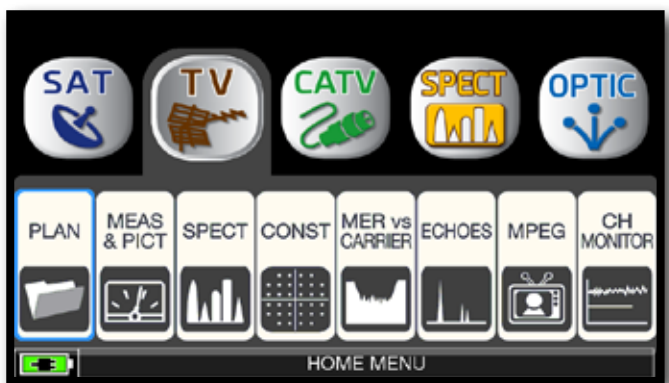 SAT
TV
CATV
SPECT
OPTIC
PLAN
MEAS
& PICT
SPECT
CONST
MER vs
CARRIER
ECHOES
MPEG
CH
MONITOR
HOME MENU